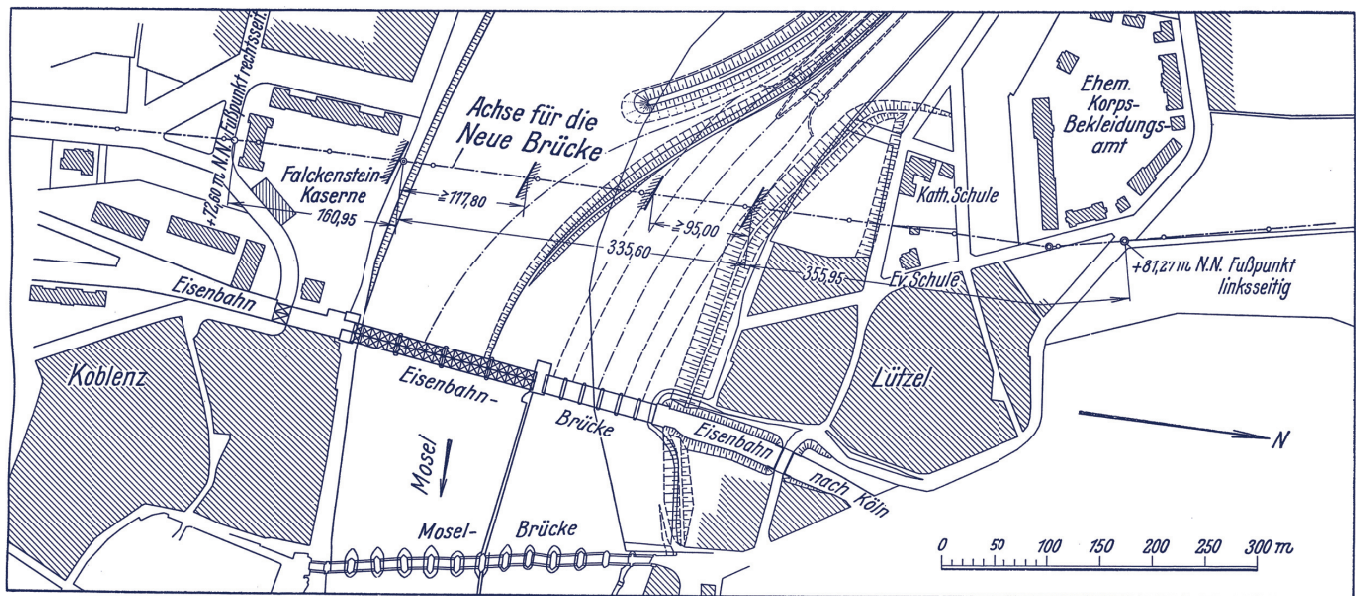 +72,60 m N.N. Fußpunkt rechtsseit.
Achse für die
Neue Brücke
Falckenstein-
Kaserne
160,95
≥117,80
335,60
≥95,00
355,95
Ehem.
Korps-
Bekleidungs-
amt
Kath. Schule
Ev. Schule
+81,27 m N.N. Fußpunkt
linksseitig
Eisenbahn
Koblenz
Eisenbahn-
Brücke
Eisenbahn
nach Köln
Lützel
N
Mosel
Mosel-
Brücke
0 50 100 150 200 250 300 m